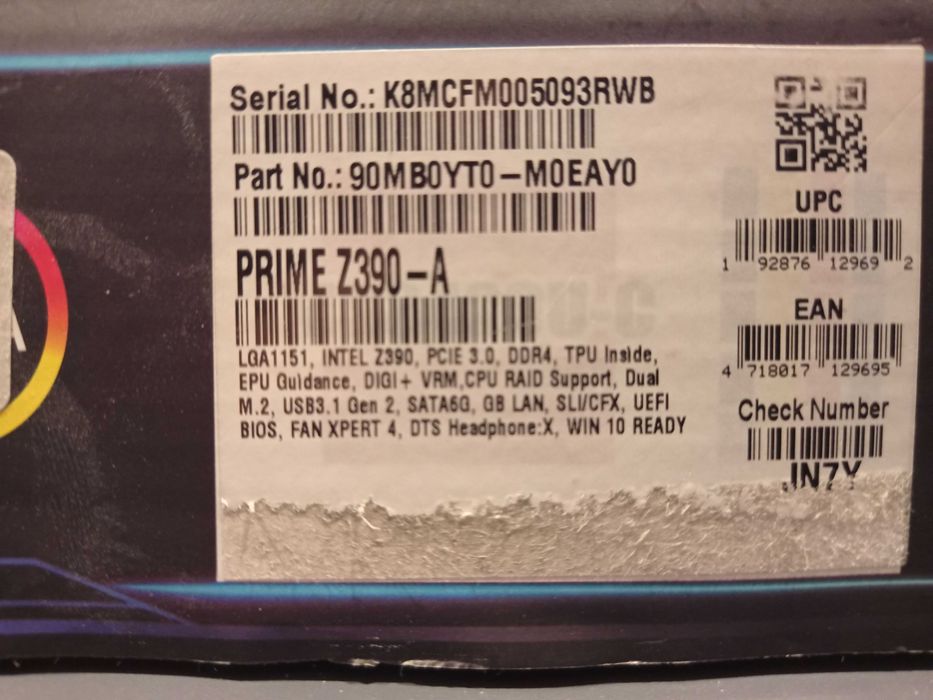 Serial No.: K8MCFM005093RWB
Part No.: 90MB0YT0-M0EAY0
PRIME Z390-A
LGA1151, INTEL Z390, PCIE 3.0, DDR4, TPU Inside,
EPU Guidance, DIGI+ VRM,CPU RAID Support, Dual
M.2, USB3.1 Gen 2, SATA6G, GB LAN, SLI/CFX, UEFI
BIOS, FAN XPERT 4, DTS Headphone:X, WIN 10 READY
UPC
1 92876 12969 2
EAN
4 718017 129695
Check Number
JN7Y